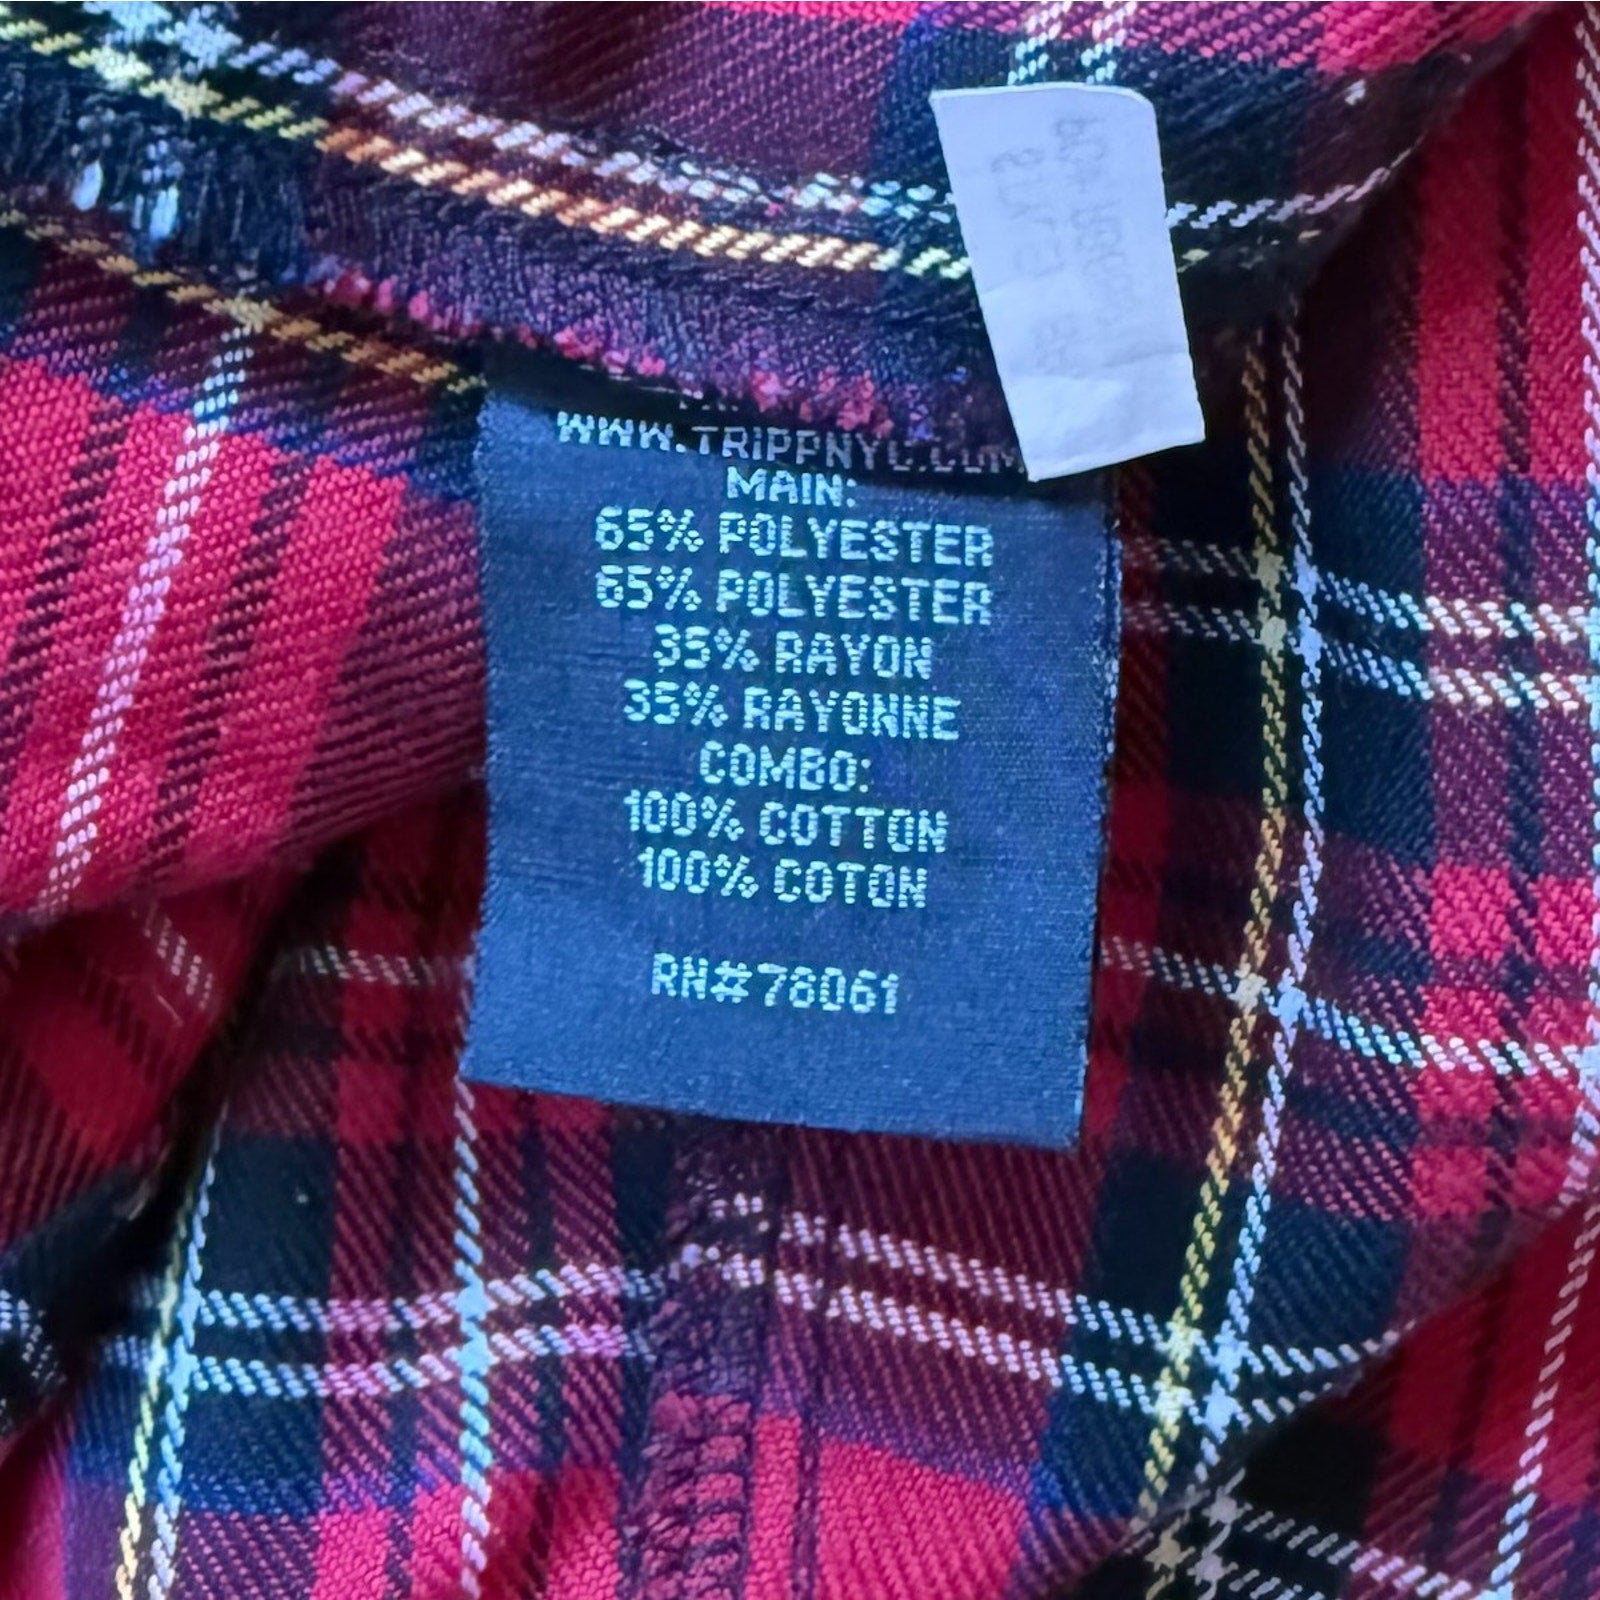 WWW.TRIPPNYC.COM
MAIN:
65% POLYESTER
65% POLYESTER
35% RAYON
35% RAYONNE
COMBO:
100% COTTON
100% COTON
RN#78061